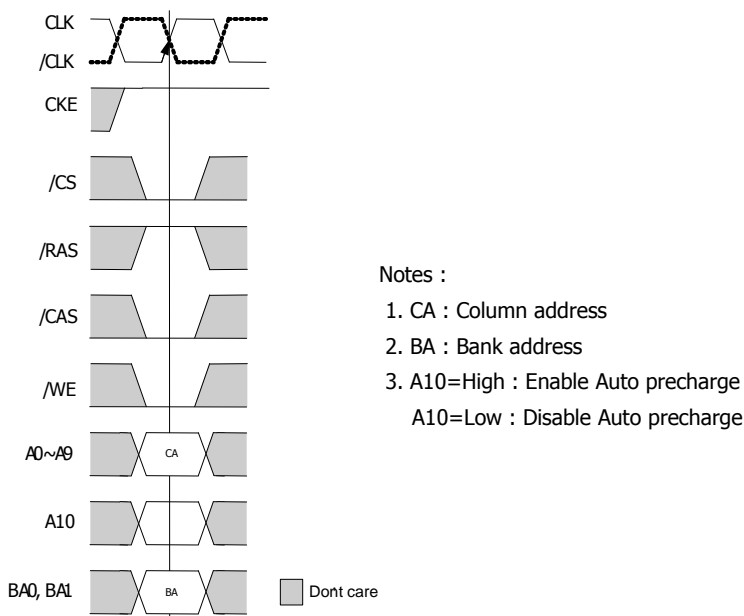 CLK
/CLK
CKE
/CS
/RAS
/CAS
/WE
A0~A9
CA
A10
BA0, BA1
BA
Don't care
Notes :
1. CA : Column address
2. BA : Bank address
3. A10=High : Enable Auto precharge
A10=Low : Disable Auto precharge